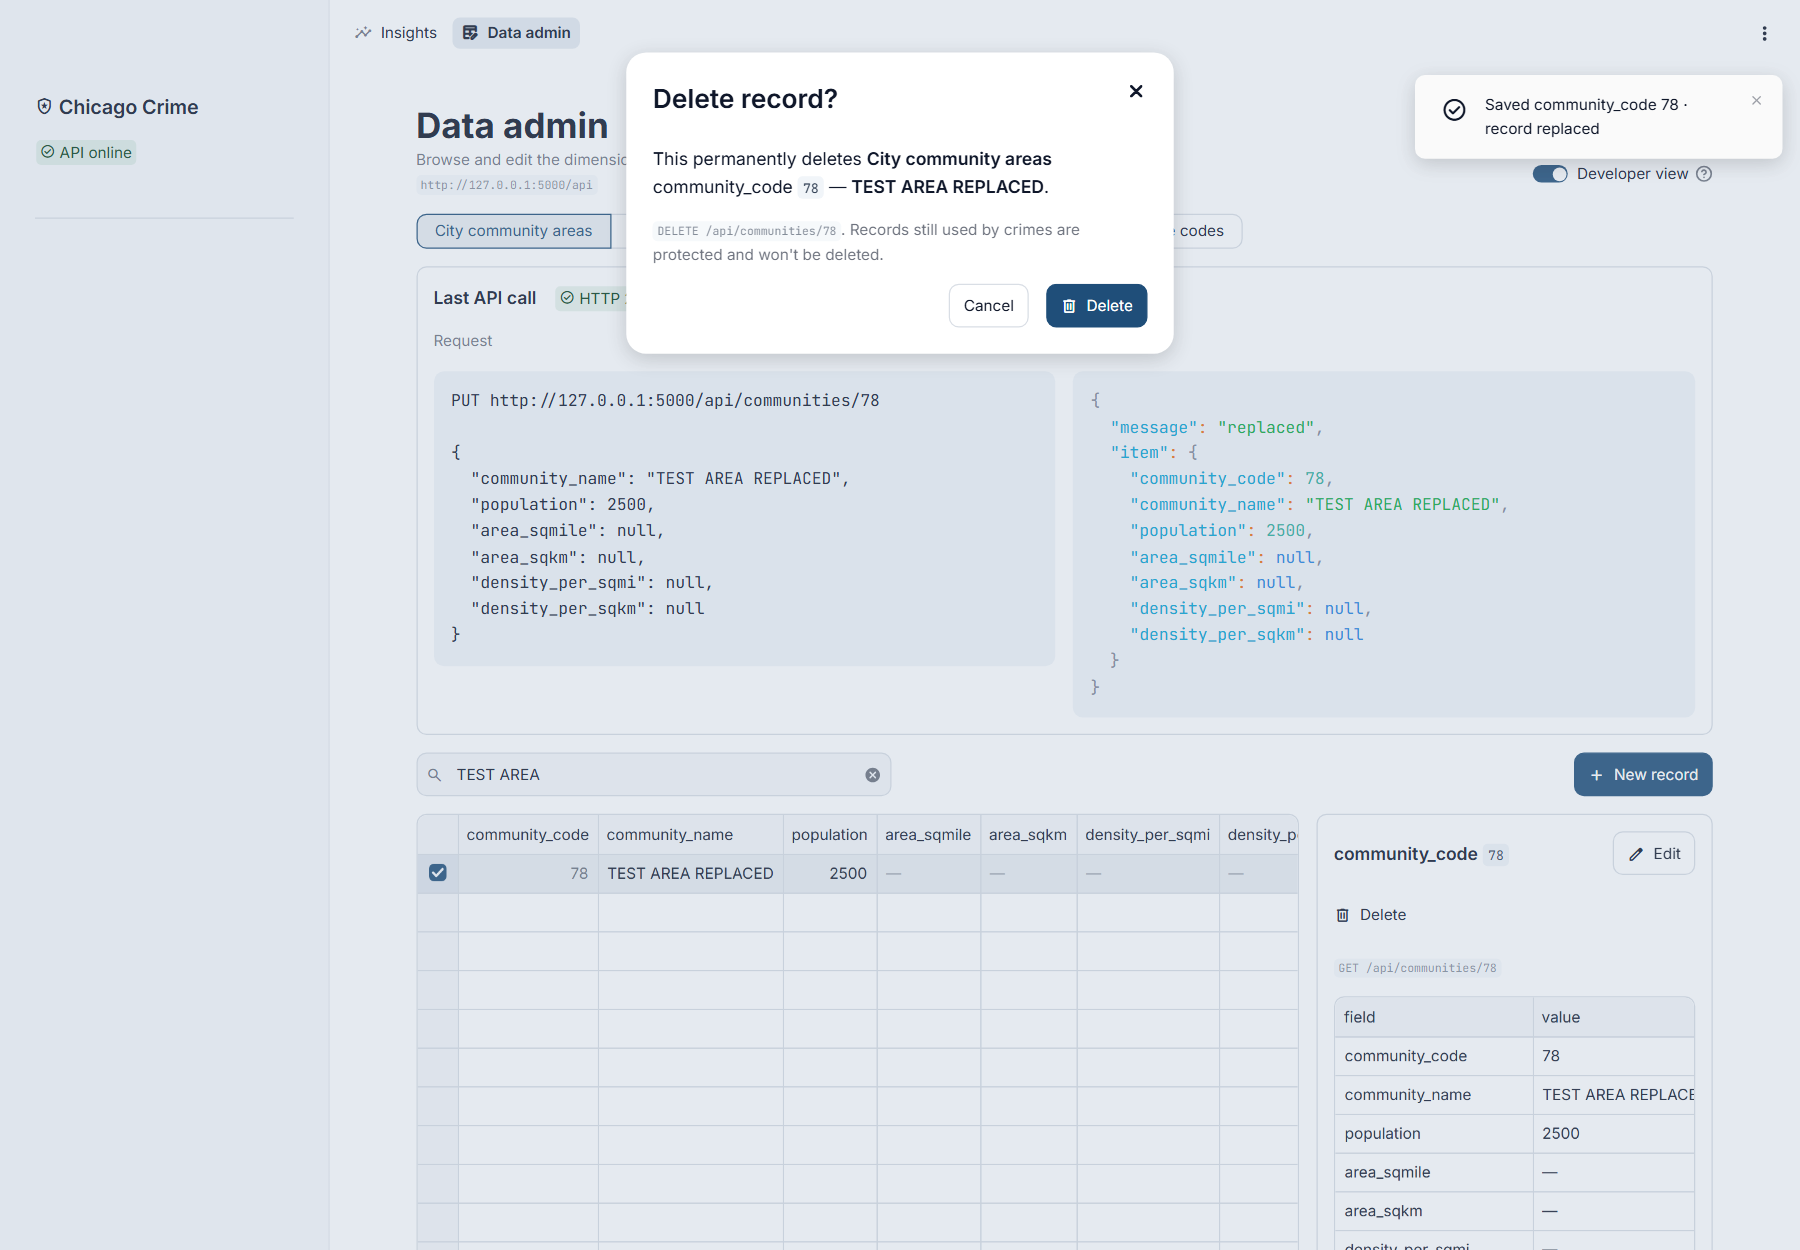 Insights
Data admin
Chicago Crime
API online
Data admin
Browse and edit the dimensio
http://127.0.0.1:5000/api
Delete record?
This permanently deletes City community areas
community_code 78 — TEST AREA REPLACED.
DELETE /api/communities/78 . Records still used by crimes are
protected and won't be deleted.
Cancel
Delete
Saved community_code 78 ·
record replaced
Developer view
City community areas
codes
Last API call
HTTP
Request
PUT http://127.0.0.1:5000/api/communities/78
{
"community_name": "TEST AREA REPLACED",
"population": 2500,
"area_sqmile": null,
"area_sqkm": null,
"density_per_sqmi": null,
"density_per_sqkm": null
}
{
"message": "replaced",
"item": {
"community_code": 78,
"community_name": "TEST AREA REPLACED",
"population": 2500,
"area_sqmile": null,
"area_sqkm": null,
"density_per_sqmi": null,
"density_per_sqkm": null
}
}
TEST AREA
+ New record
community_code community_name population area_sqmile area_sqkm density_per_sqmi density_p
78 TEST AREA REPLACED 2500 — — — —
community_code 78
Edit
Delete
GET /api/communities/78
field value
community_code 78
community_name TEST AREA REPLACE
population 2500
area_sqmile —
area_sqkm —
density_per_sqmi —